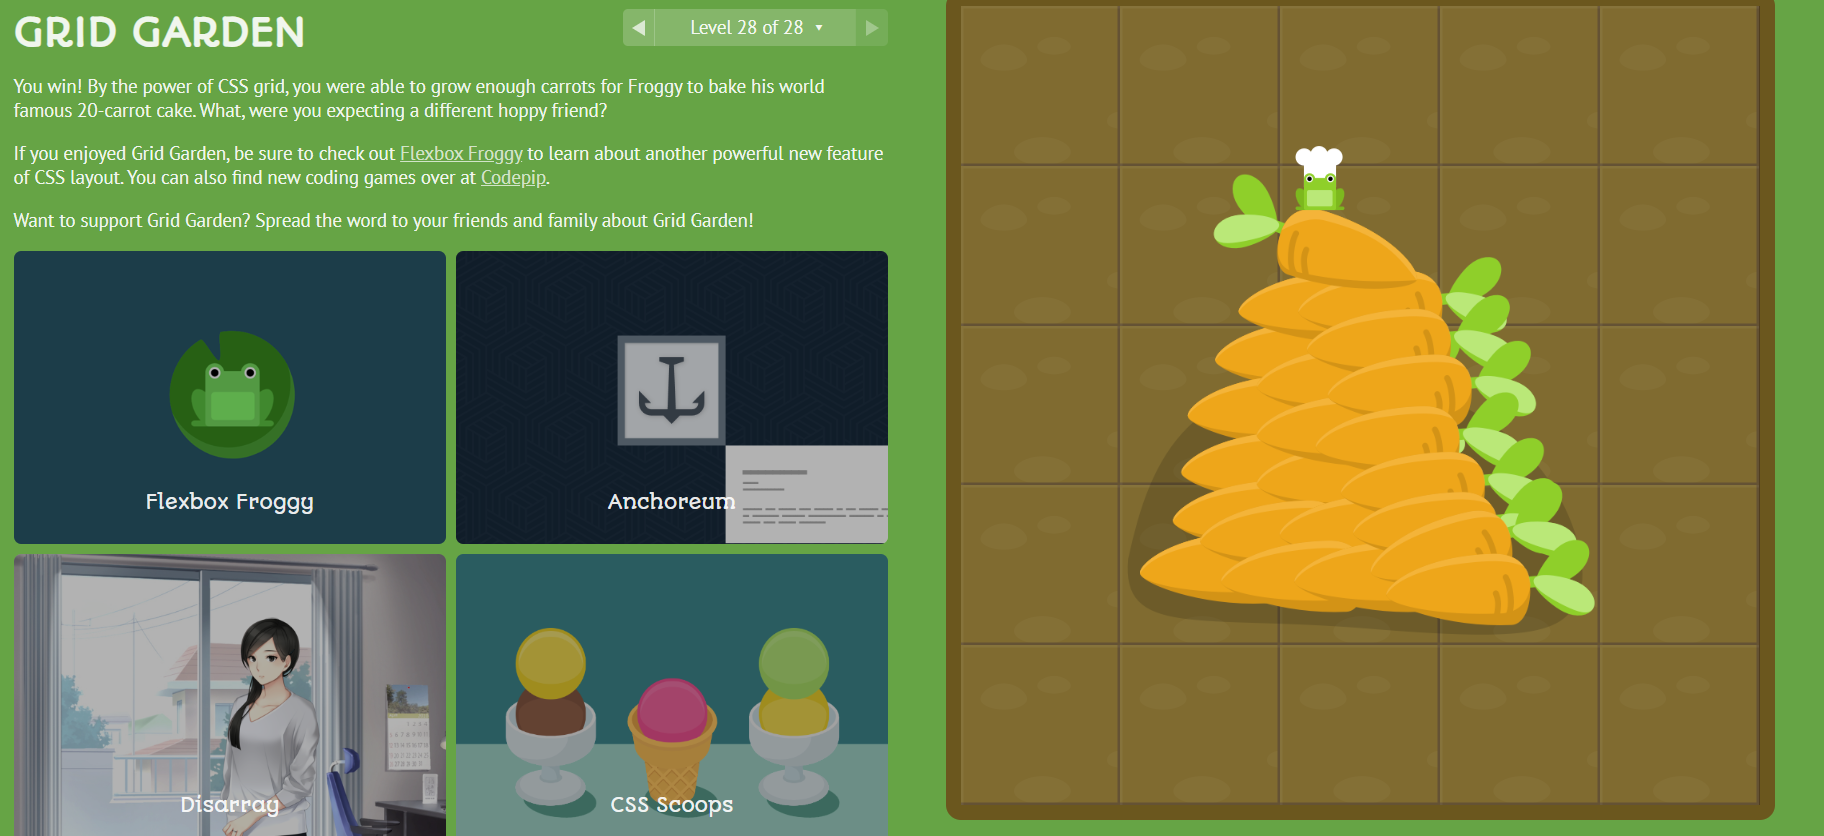 GRID GARDEN
Level 28 of 28
You win! By the power of CSS grid, you were able to grow enough carrots for Froggy to bake his world
famous 20-carrot cake. What, were you expecting a different hoppy friend?
If you enjoyed Grid Garden, be sure to check out Flexbox Froggy to learn about another powerful new feature
of CSS layout. You can also find new coding games over at Codepip.
Want to support Grid Garden? Spread the word to your friends and family about Grid Garden!
Flexbox Froggy
Anchoreum
Disarray
CSS Scoops